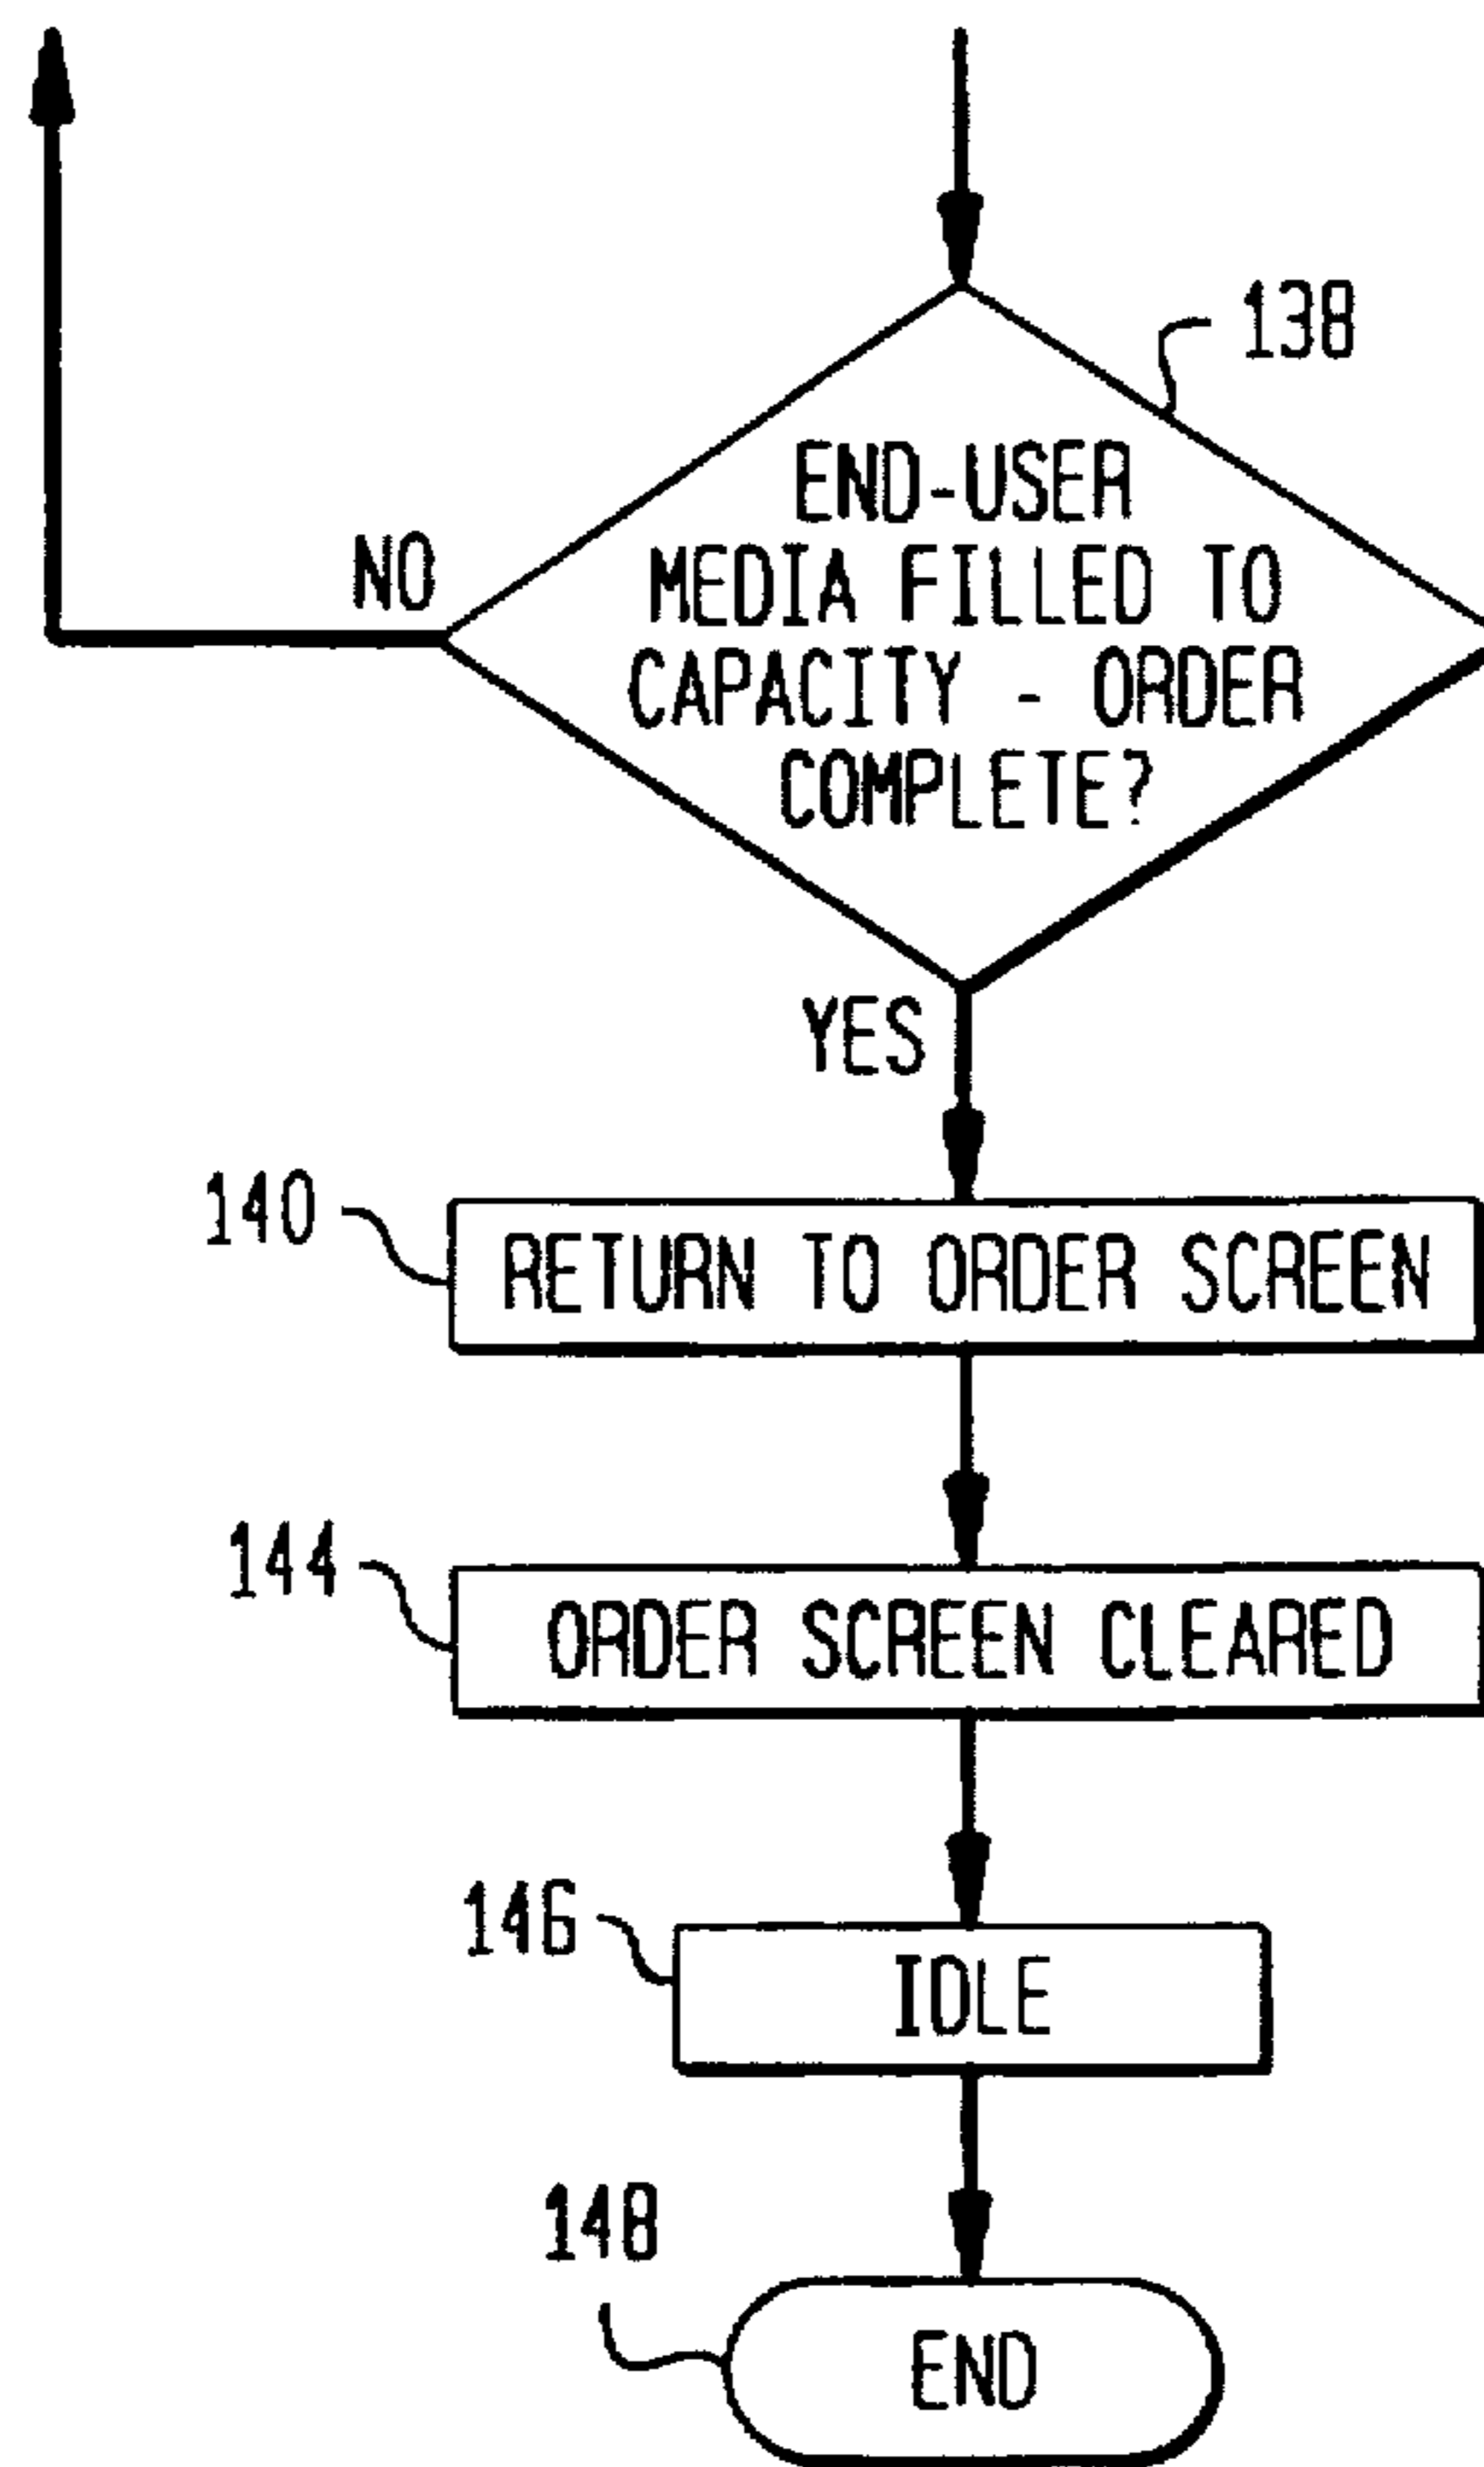 138
END-USER
MEDIA FILLED TO
CAPACITY - ORDER
COMPLETE?
NO
YES
140
RETURN TO ORDER SCREEN
144
ORDER SCREEN CLEARED
146
IDLE
148
END